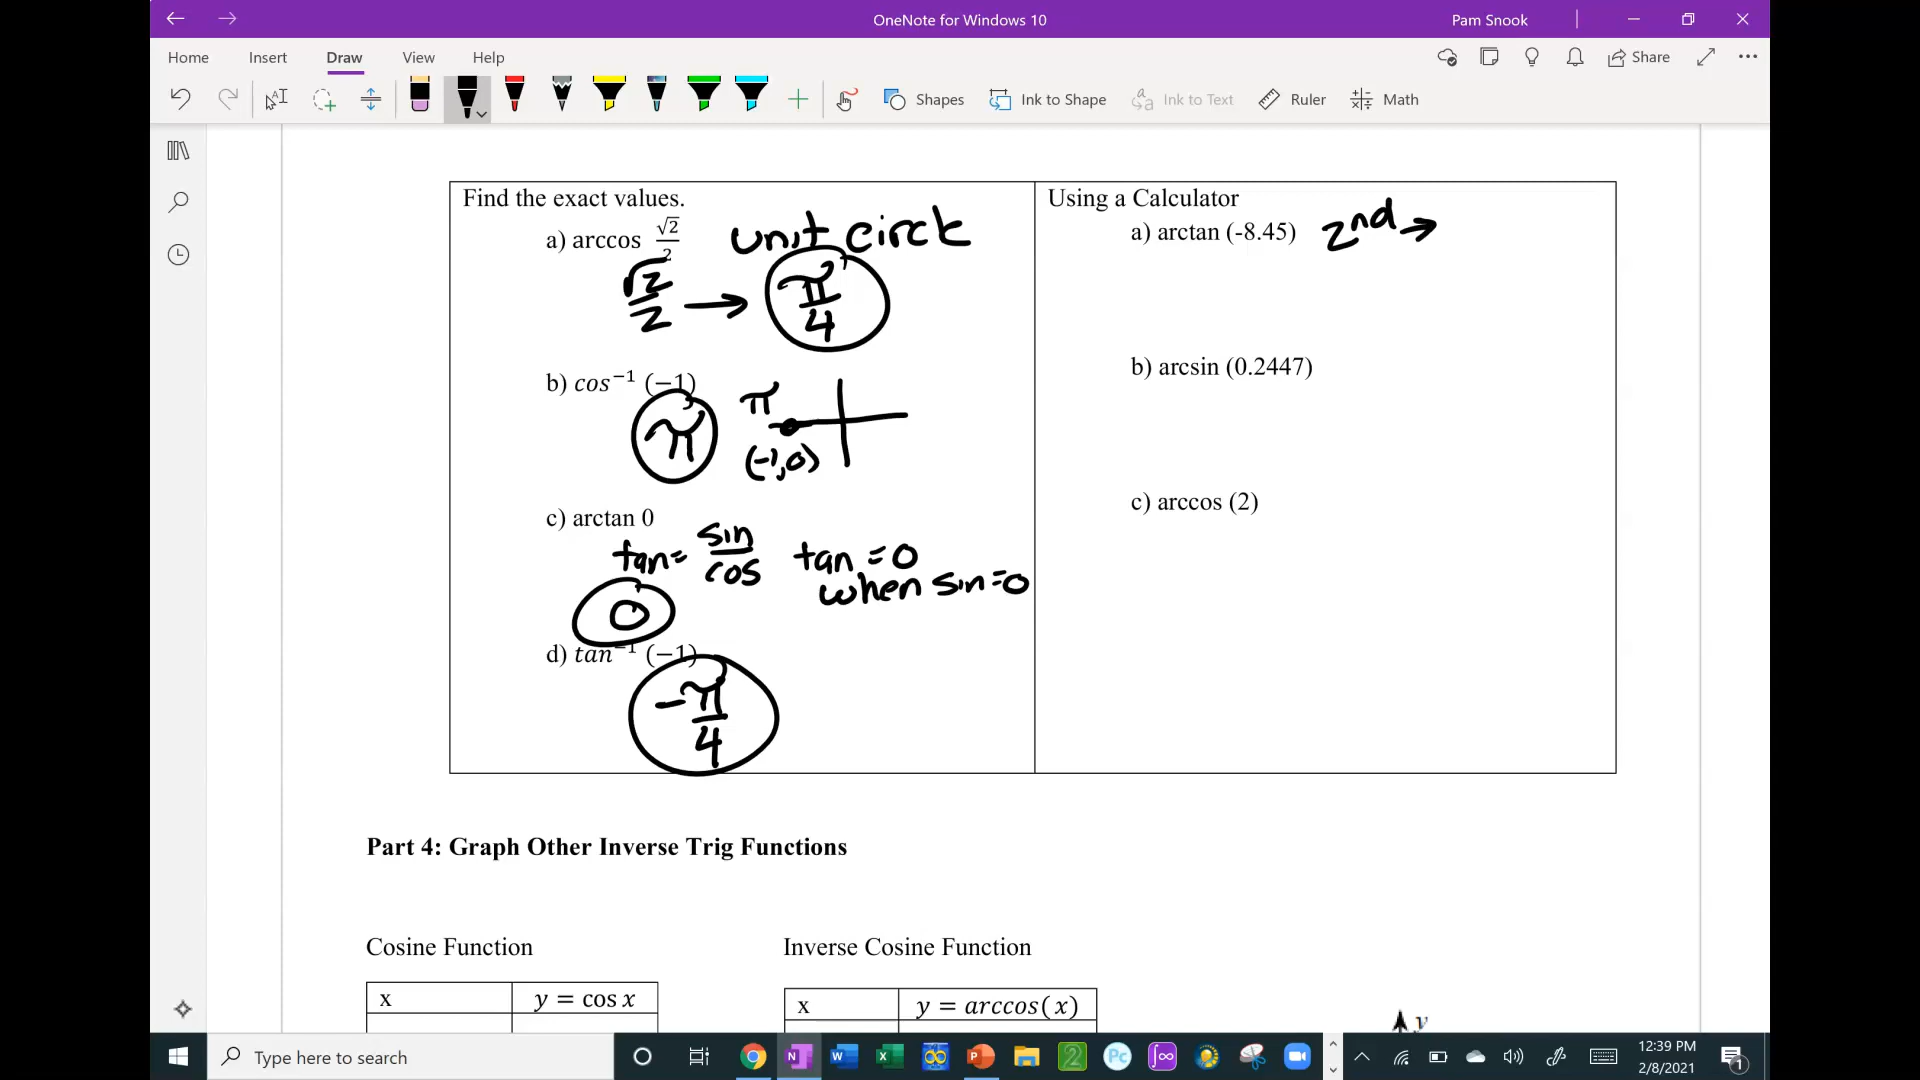 OneNote for Windows 10
Pam Snook
Home Insert Draw View Help
Share
Shapes Ink to Shape Ink to Text Ruler Math
Find the exact values.
a) arccos √2/2
unit circle
√2/2 → π/4
b) cos⁻¹ (−1)
π
π
(-1,0)
c) arctan 0
tan = sin/cos
tan = 0
when sin = 0
0
d) tan⁻¹ (−1)
-π/4
Using a Calculator
a) arctan (-8.45) 2nd →
b) arcsin (0.2447)
c) arccos (2)
Part 4: Graph Other Inverse Trig Functions
Cosine Function
x y = cos x
Inverse Cosine Function
x y = arccos(x)
y
Type here to search
12:39 PM
2/8/2021
1